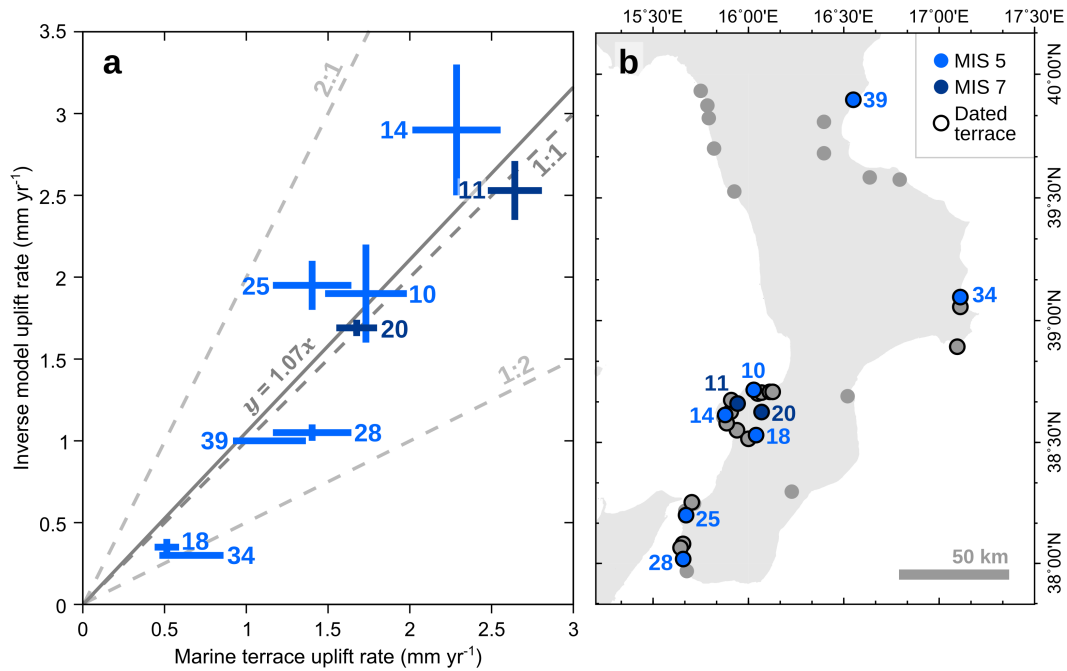 a
3.5
3
2.5
2
1.5
1
0.5
0
0
0.5
1
1.5
2
2.5
3
Inverse model uplift rate (mm yr-1)
Marine terrace uplift rate (mm yr-1)
2:1
1:1
1:2
y = 1.07x
14
11
25
10
20
39
28
18
34
b
15°30'E
16°00'E
16°30'E
17°00'E
17°30'E
40°00'N
39°30'N
39°00'N
38°30'N
38°00'N
MIS 5
MIS 7
Dated
terrace
39
34
10
11
14
20
18
25
28
50 km